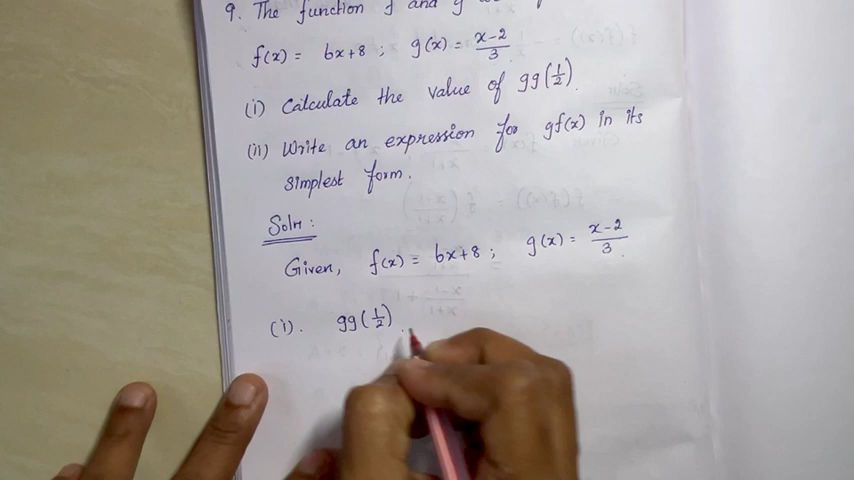 9. The function f and g
f(x) = 6x+8 ; g(x) = x-2/3
(i) Calculate the value of gg(1/2).
(ii) Write an expression for gf(x) in its
simplest form.
Soln:
Given, f(x) = 6x+8 ; g(x) = x-2/3.
(i). gg(1/2)